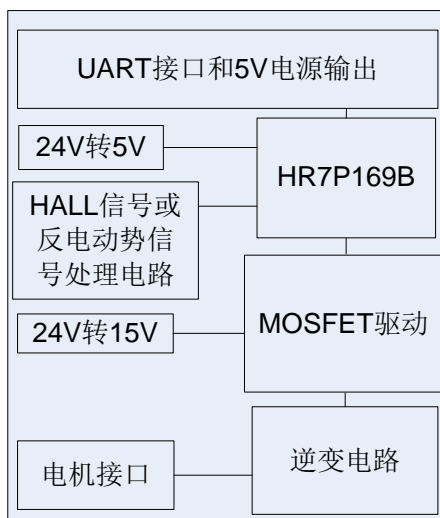 UART接口和5V电源输出
24V转5V
HR7P169B
HALL信号或
反电动势信
号处理电路
24V转15V
MOSFET驱动
电机接口
逆变电路